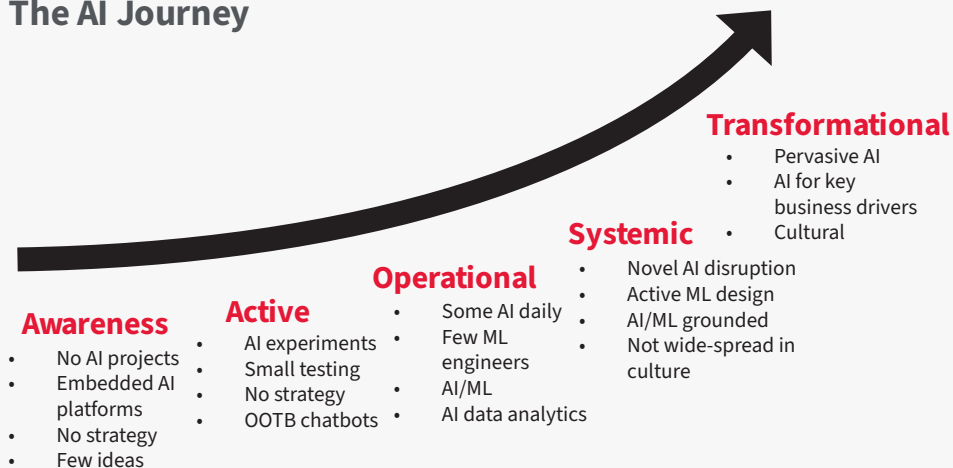 The AI Journey
Awareness
• No AI projects
• Embedded AI
platforms
• No strategy
• Few ideas
Active
• AI experiments
• Small testing
• No strategy
• OOTB chatbots
Operational
• Some AI daily
• Few ML
engineers
• AI/ML
• AI data analytics
Systemic
• Novel AI disruption
• Active ML design
• AI/ML grounded
• Not wide-spread in
culture
Transformational
• Pervasive AI
• AI for key
business drivers
• Cultural